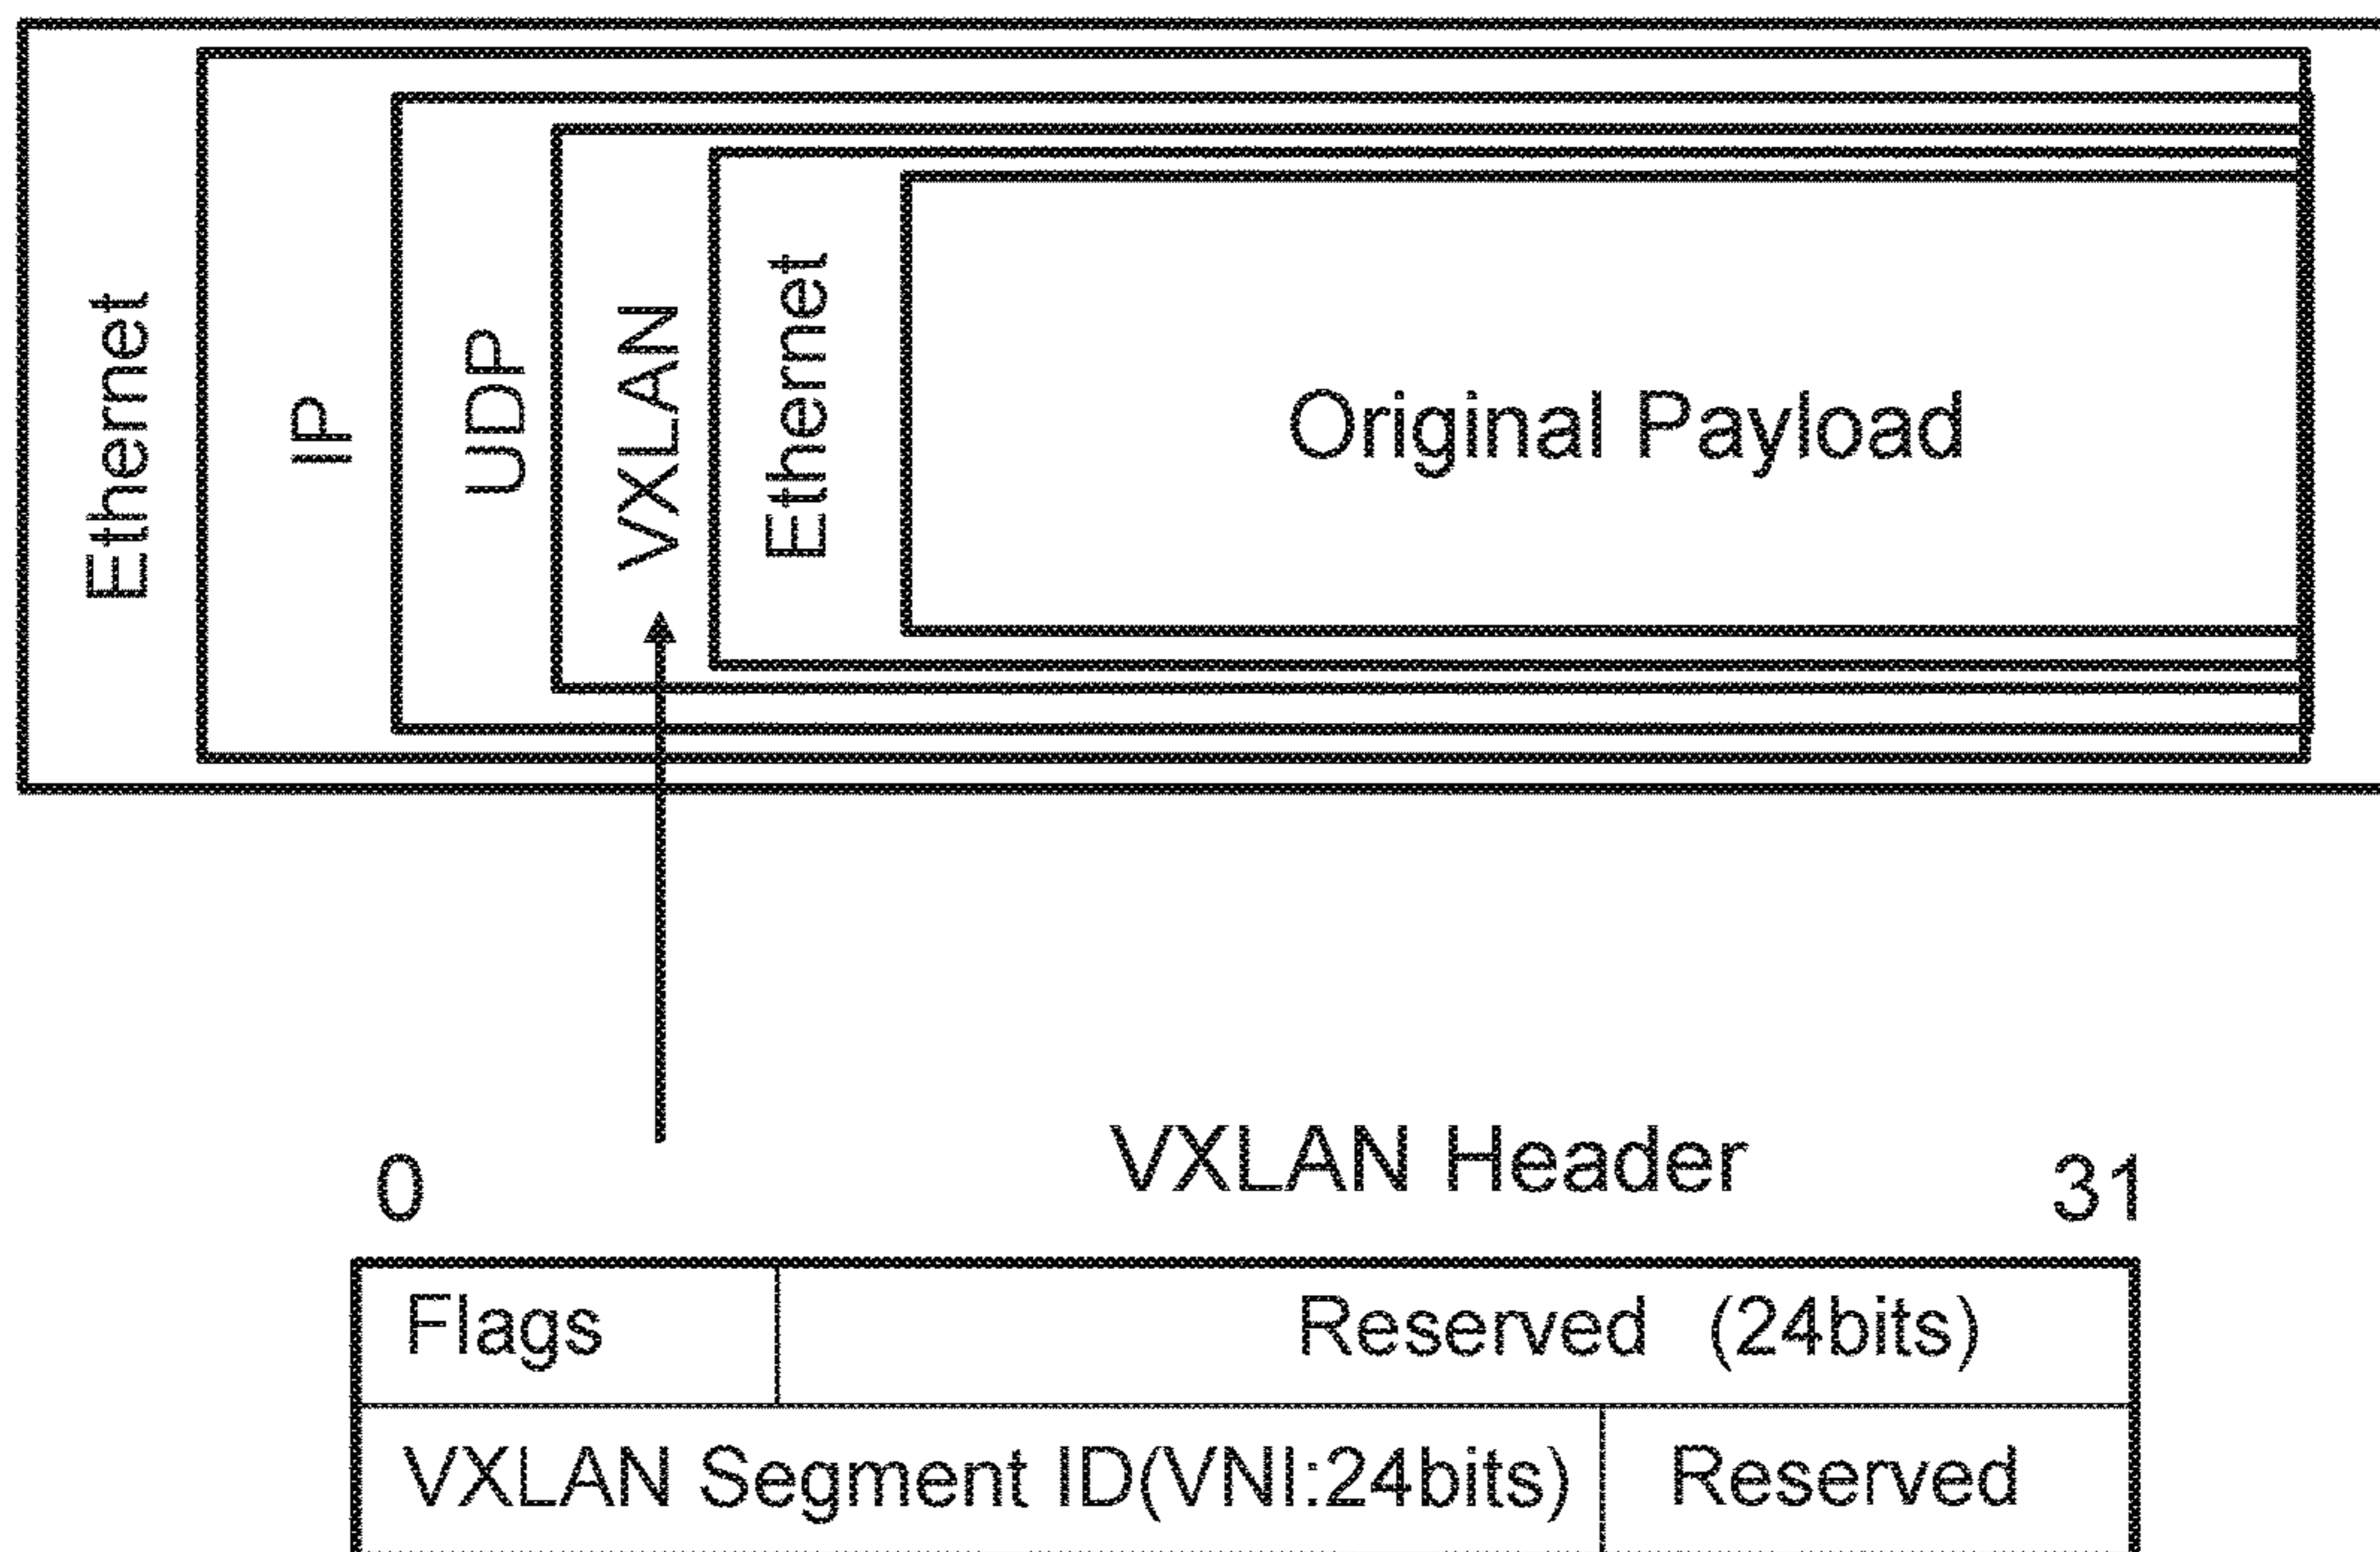 Ethernet
IP
UDP
VXLAN
Ethernet
Original Payload
VXLAN Header
0
31
Flags
Reserved (24bits)
VXLAN Segment ID(VNI:24bits)
Reserved